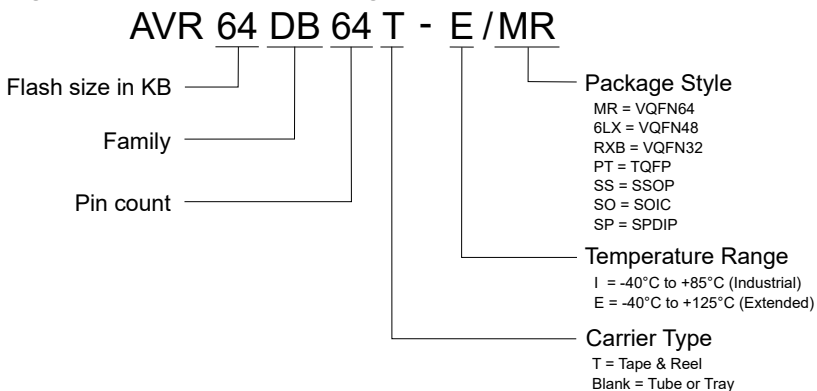 AVR 64 DB 64 T - E / MR
Flash size in KB
Family
Pin count
Package Style
MR = VQFN64
6LX = VQFN48
RXB = VQFN32
PT = TQFP
SS = SSOP
SO = SOIC
SP = SPDIP
Temperature Range
I = -40°C to +85°C (Industrial)
E = -40°C to +125°C (Extended)
Carrier Type
T = Tape & Reel
Blank = Tube or Tray